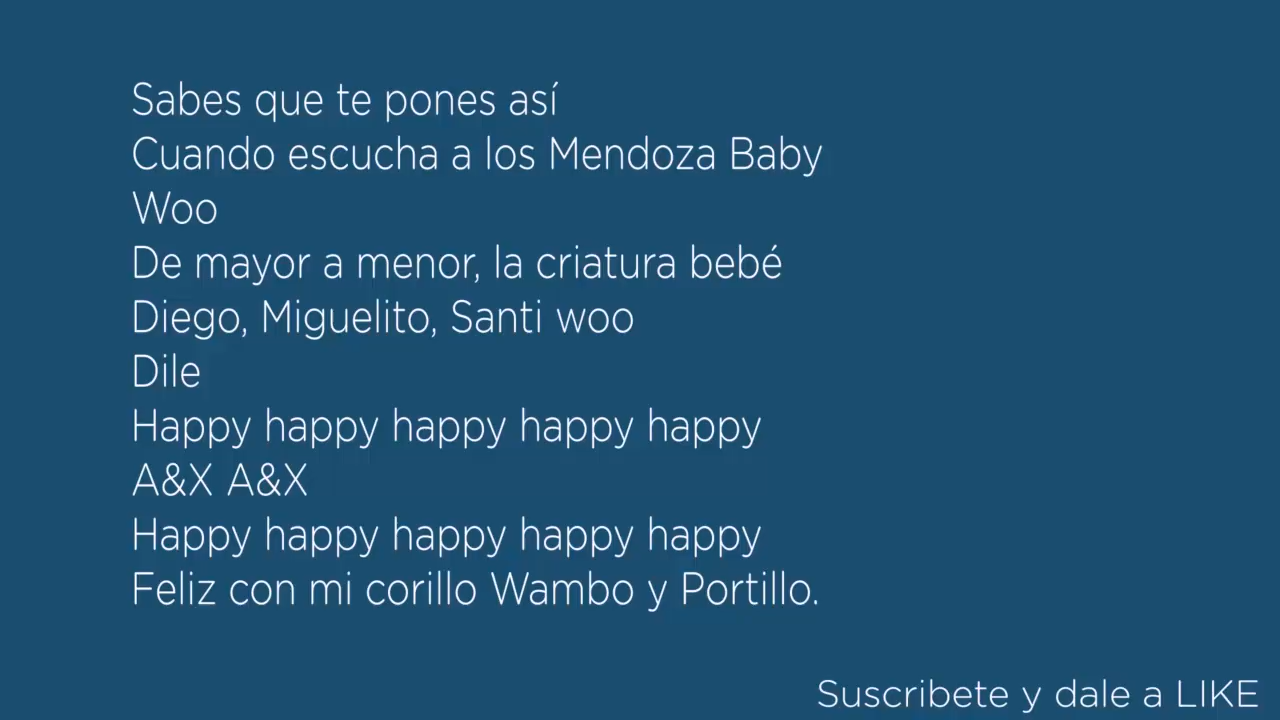 Sabes que te pones así
Cuando escucha a los Mendoza Baby
Woo
De mayor a menor, la criatura bebé
Diego, Miguelito, Santi woo
Dile
Happy happy happy happy happy
A&X A&X
Happy happy happy happy happy
Feliz con mi corillo Wambo y Portillo.
Suscribete y dale a LIKE